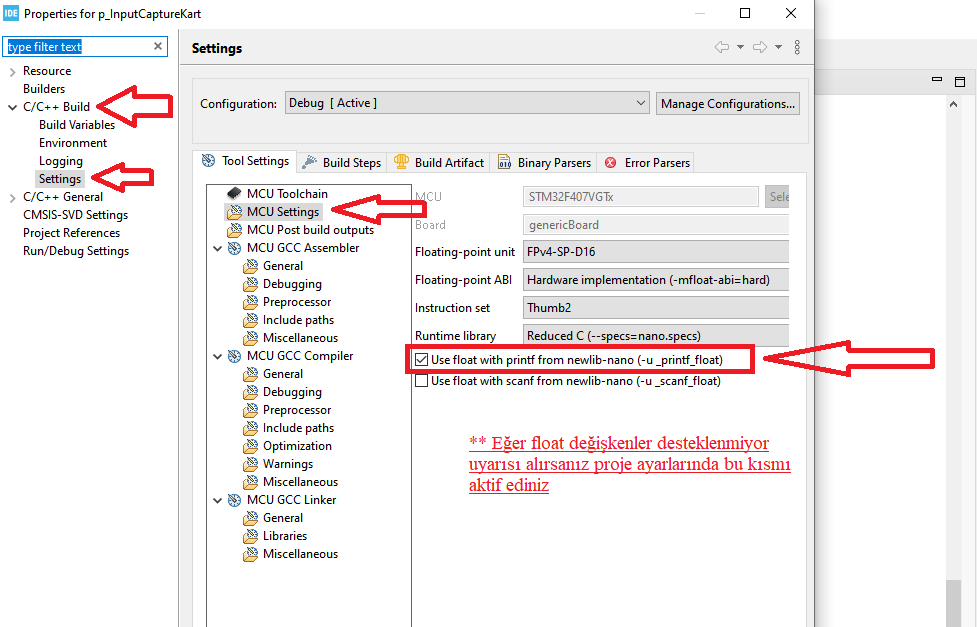 IDE Properties for p_InputCaptureKart
type filter text
Resource
Builders
C/C++ Build
Build Variables
Environment
Logging
Settings
C/C++ General
CMSIS-SVD Settings
Project References
Run/Debug Settings
Settings
Configuration: Debug [ Active ] Manage Configurations...
Tool Settings Build Steps Build Artifact Binary Parsers Error Parsers
MCU Toolchain
MCU Settings
MCU Post build outputs
MCU GCC Assembler
General
Debugging
Preprocessor
Include paths
Miscellaneous
MCU GCC Compiler
General
Debugging
Preprocessor
Include paths
Optimization
Warnings
Miscellaneous
MCU GCC Linker
General
Libraries
Miscellaneous
MCU STM32F407VGTx Sele
Board genericBoard
Floating-point unit FPv4-SP-D16
Floating-point ABI Hardware implementation (-mfloat-abi=hard)
Instruction set Thumb2
Runtime library Reduced C (--specs=nano.specs)
Use float with printf from newlib-nano (-u _printf_float)
Use float with scanf from newlib-nano (-u _scanf_float)
** Eğer float değişkenler desteklenmiyor
uyarısı alırsanız proje ayarlarında bu kısmı
aktif ediniz